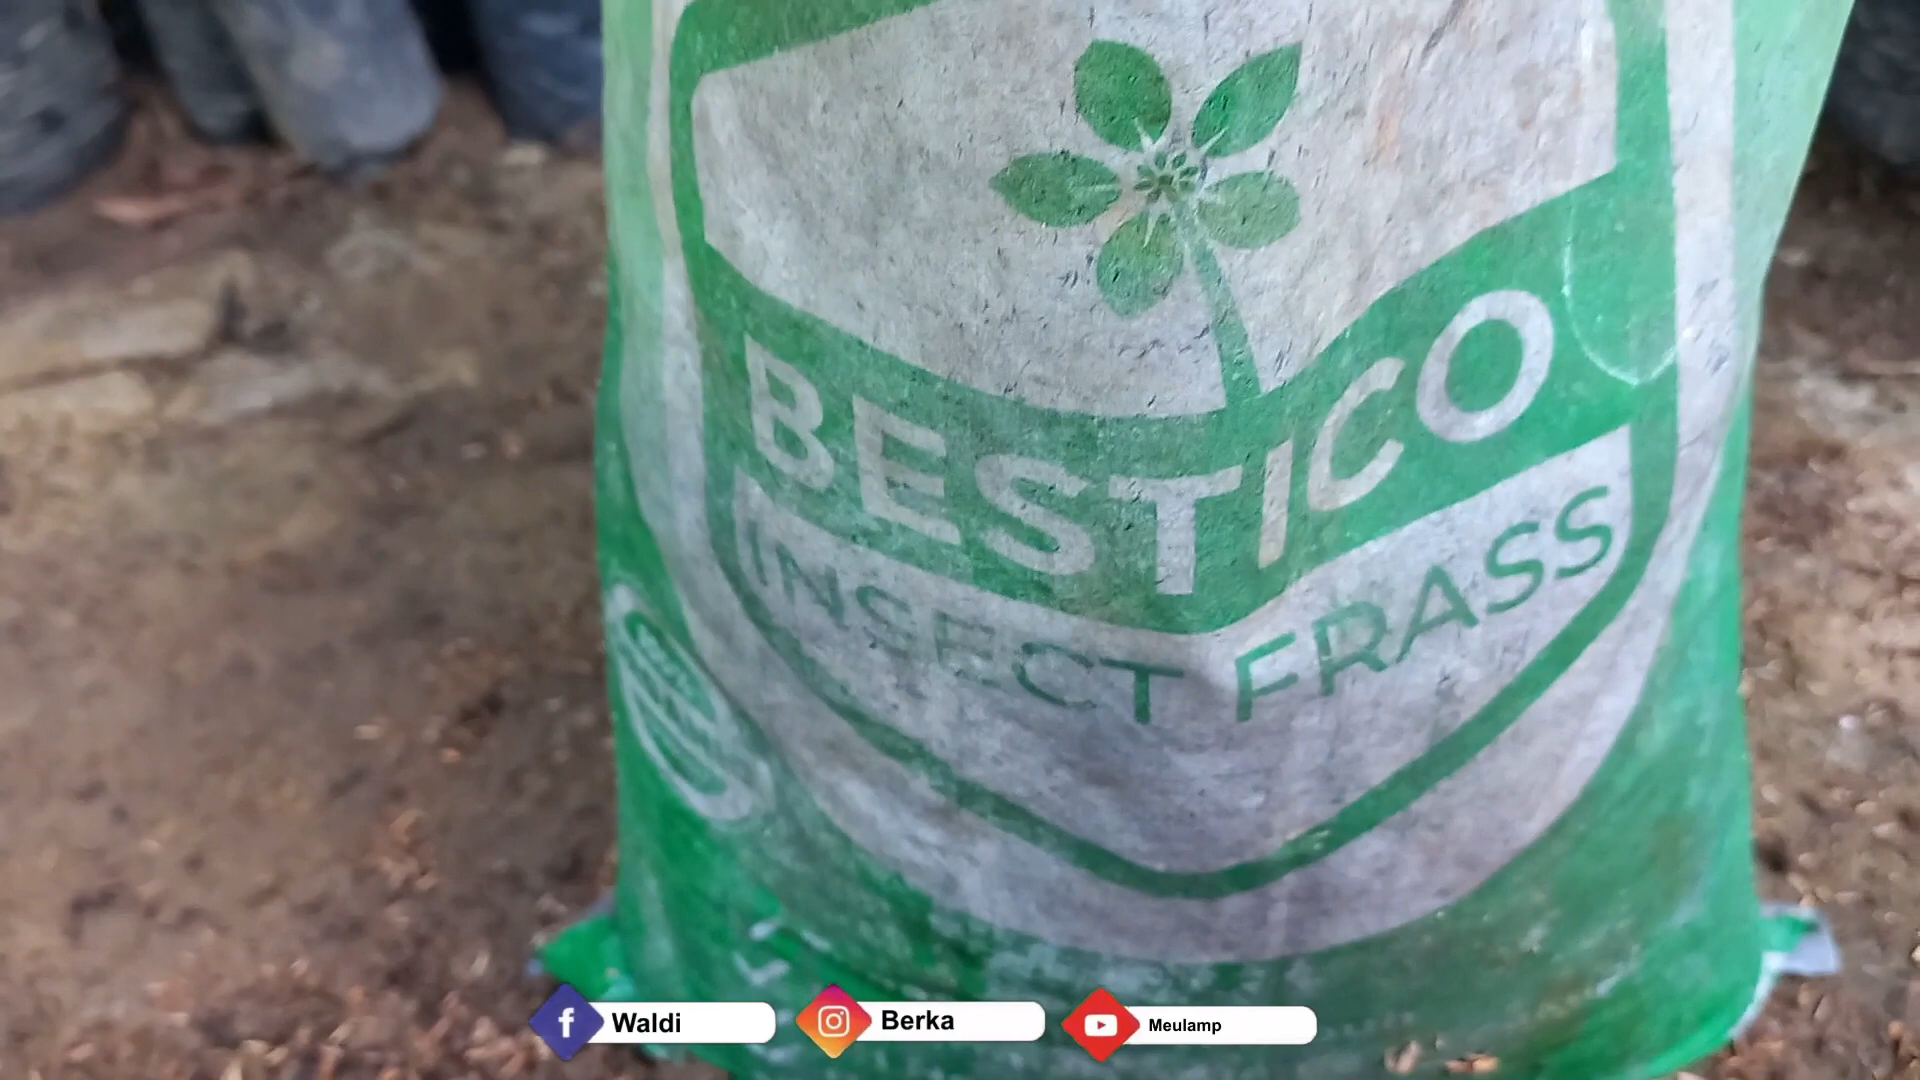 BESTICO
INSECT FRASS
Waldi
Berka
Meulamp